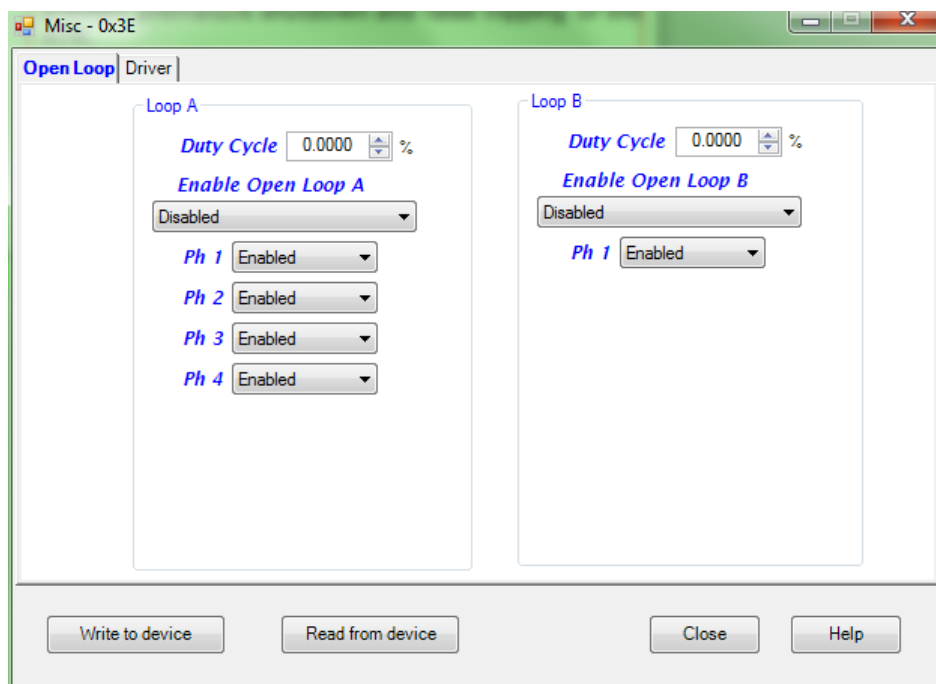 Misc - 0x3E
Open Loop Driver
Loop A
Duty Cycle 0.0000 %
Enable Open Loop A
Disabled
Ph 1 Enabled
Ph 2 Enabled
Ph 3 Enabled
Ph 4 Enabled
Loop B
Duty Cycle 0.0000 %
Enable Open Loop B
Disabled
Ph 1 Enabled
Write to device Read from device Close Help